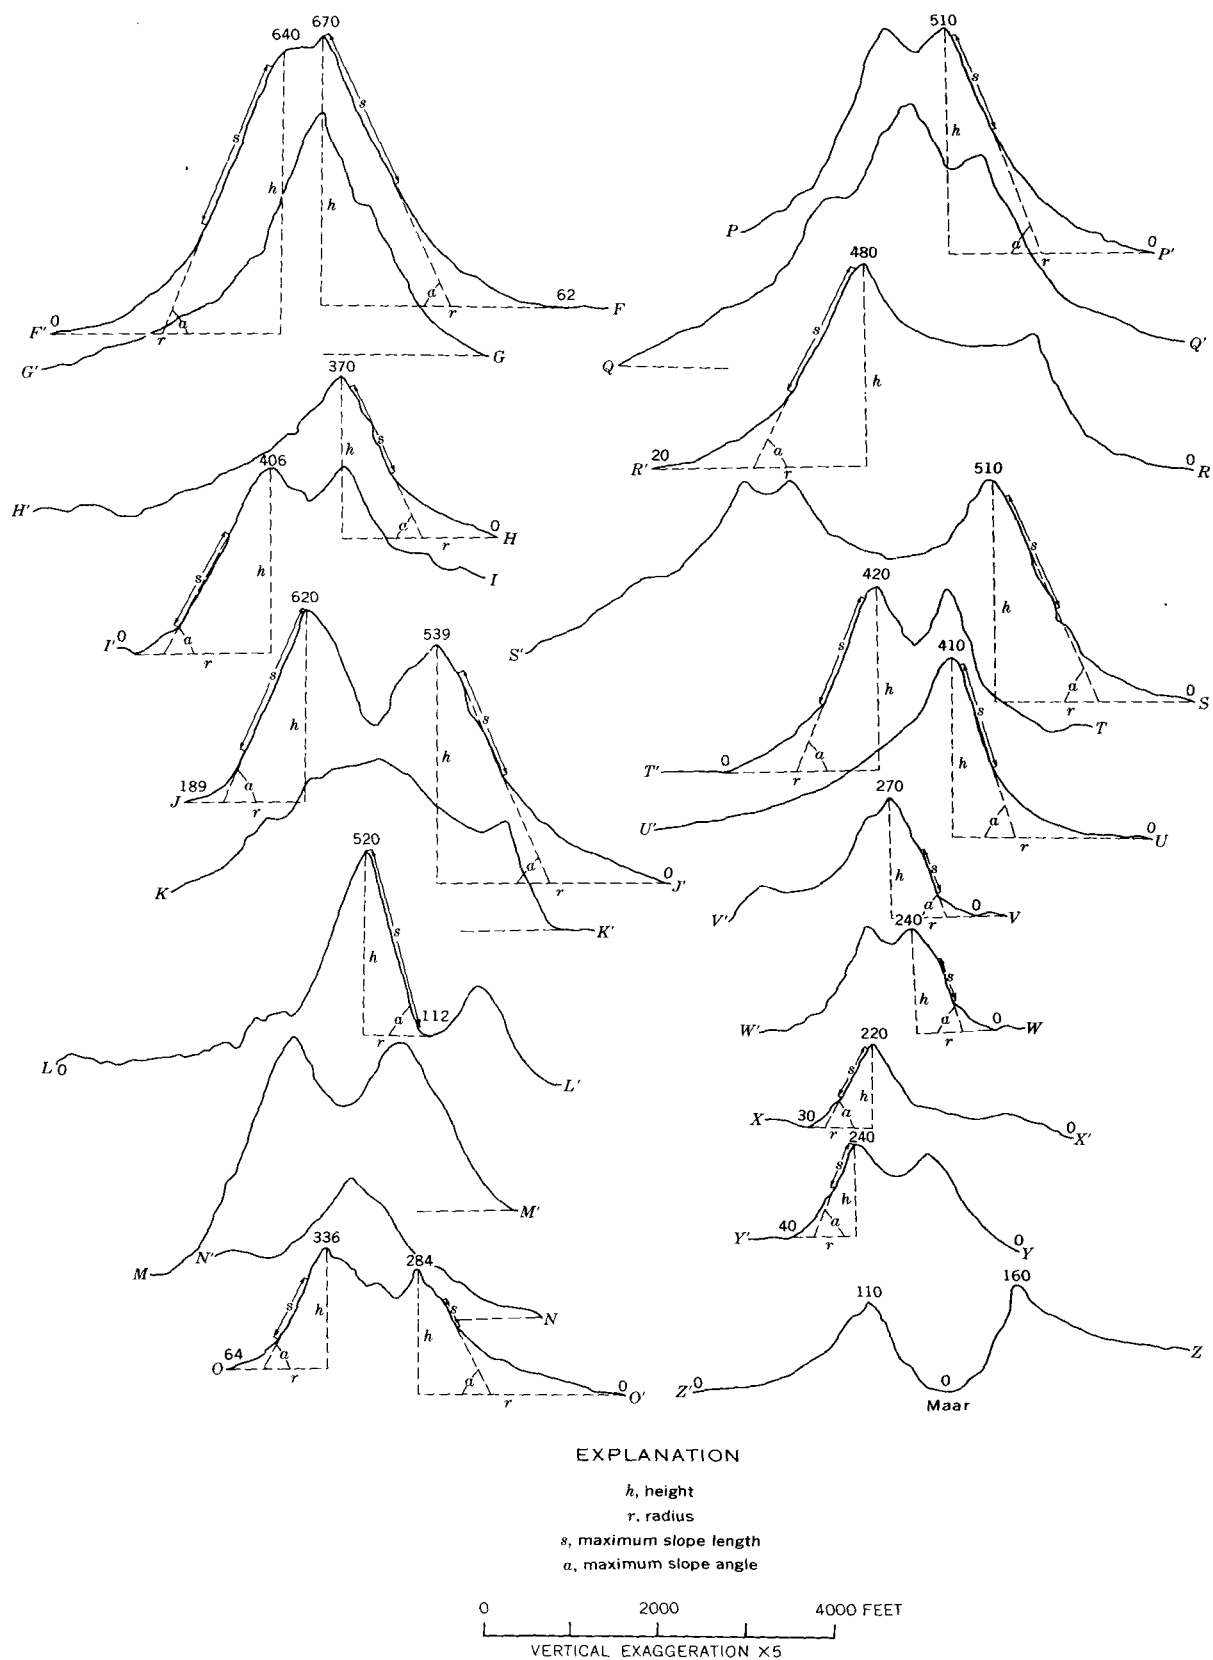 640 670
s s
h h
a a
0 r r 62
F′ F
G′ G
510
s
h
a
P r 0 P′
Q Q′
480
s
h
a
20 r 0
R′ R
370
s
h
a
H′ r 0 H
406
s
h
a
0 r
I′ I
510
s
h
a
S′ r 0 S
620 539
s s
h h
a a
189 r r 0
J J′
420
s
h
a
0 r
T′ T
410
s
h
a
U′ r 0 U
K K′
270
s
h
a
V′ r 0 V
520
s
h
a
r 112
L 0 L′
240
s
h
a
W′ r 0 W
M M′
220
s
h
a
X 30 r 0 X′
N′ N
240
s
h
a
Y′ 40 r 0 Y
336 284
s s
h h
a a
64 r r 0
O O′
110 160
Z′ 0 0 Z
Maar
EXPLANATION
h, height
r, radius
s, maximum slope length
a, maximum slope angle
0 2000 4000 FEET
VERTICAL EXAGGERATION X5